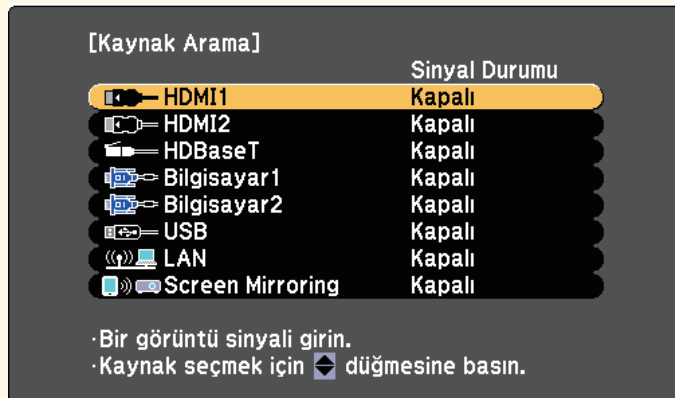 [Kaynak Arama]
Sinyal Durumu
HDMI1 Kapalı
HDMI2 Kapalı
HDBaseT Kapalı
Bilgisayar1 Kapalı
Bilgisayar2 Kapalı
USB Kapalı
LAN Kapalı
Screen Mirroring Kapalı
·Bir görüntü sinyali girin.
·Kaynak seçmek için düğmesine basın.